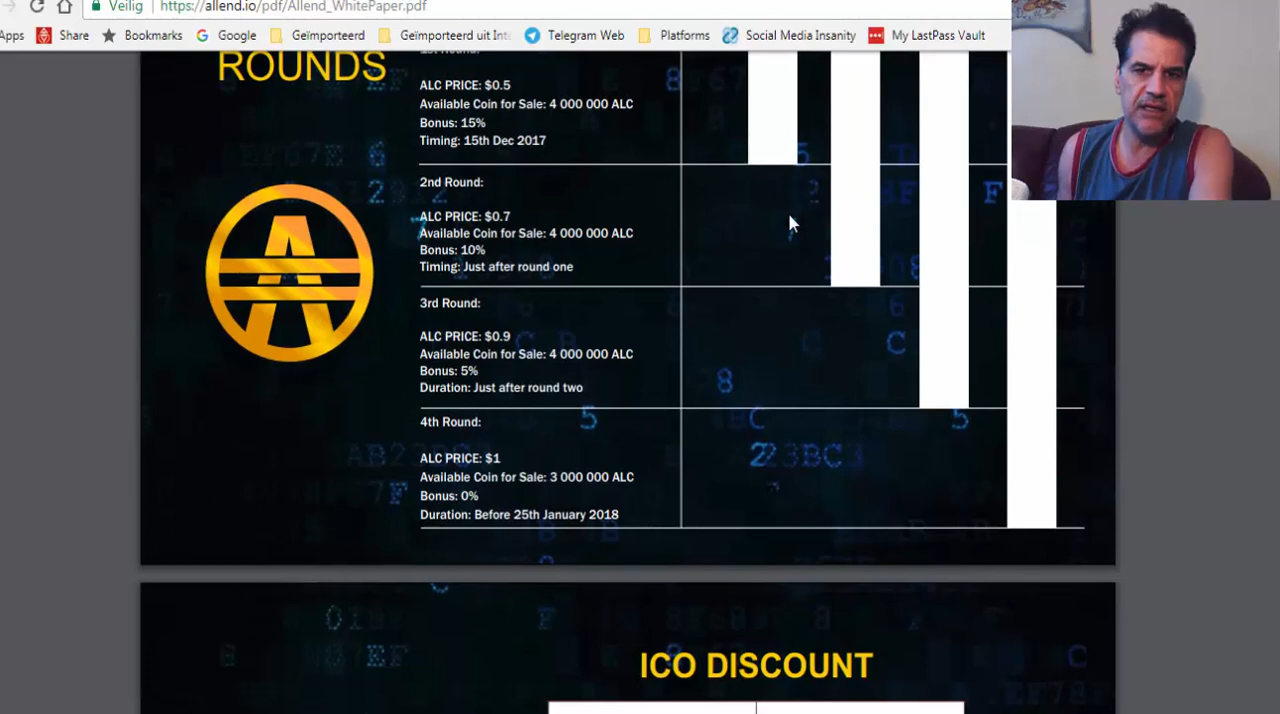 Veilig https://allend.io/pdf/Allend_WhitePaper.pdf
Apps Share Bookmarks Google Geïmporteerd Geïmporteerd uit Int Telegram Web Platforms Social Media Insanity My LastPass Vault
ROUNDS
1st Round:
ALC PRICE: $0.5
Available Coin for Sale: 4 000 000 ALC
Bonus: 15%
Timing: 15th Dec 2017
2nd Round:
ALC PRICE: $0.7
Available Coin for Sale: 4 000 000 ALC
Bonus: 10%
Timing: Just after round one
3rd Round:
ALC PRICE: $0.9
Available Coin for Sale: 4 000 000 ALC
Bonus: 5%
Duration: Just after round two
4th Round:
ALC PRICE: $1
Available Coin for Sale: 3 000 000 ALC
Bonus: 0%
Duration: Before 25th January 2018
ICO DISCOUNT